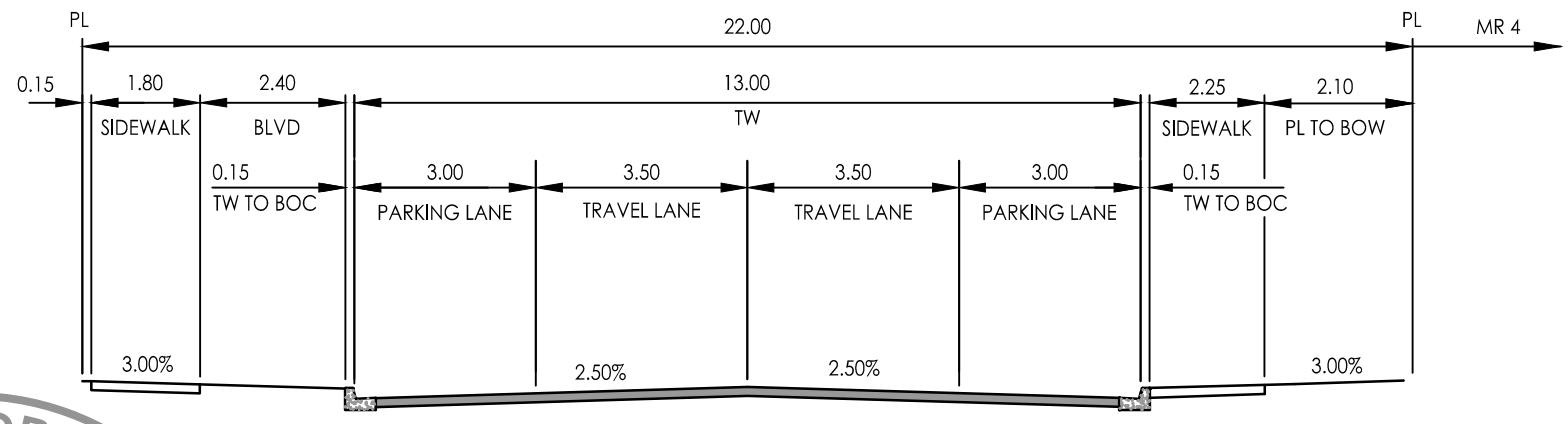 PL 22.00 PL MR 4
0.15 1.80 2.40 13.00 2.25 2.10
SIDEWALK BLVD TW SIDEWALK PL TO BOW
0.15 3.00 3.50 3.50 3.00 0.15
TW TO BOC PARKING LANE TRAVEL LANE TRAVEL LANE PARKING LANE TW TO BOC
3.00% 2.50% 2.50% 3.00%